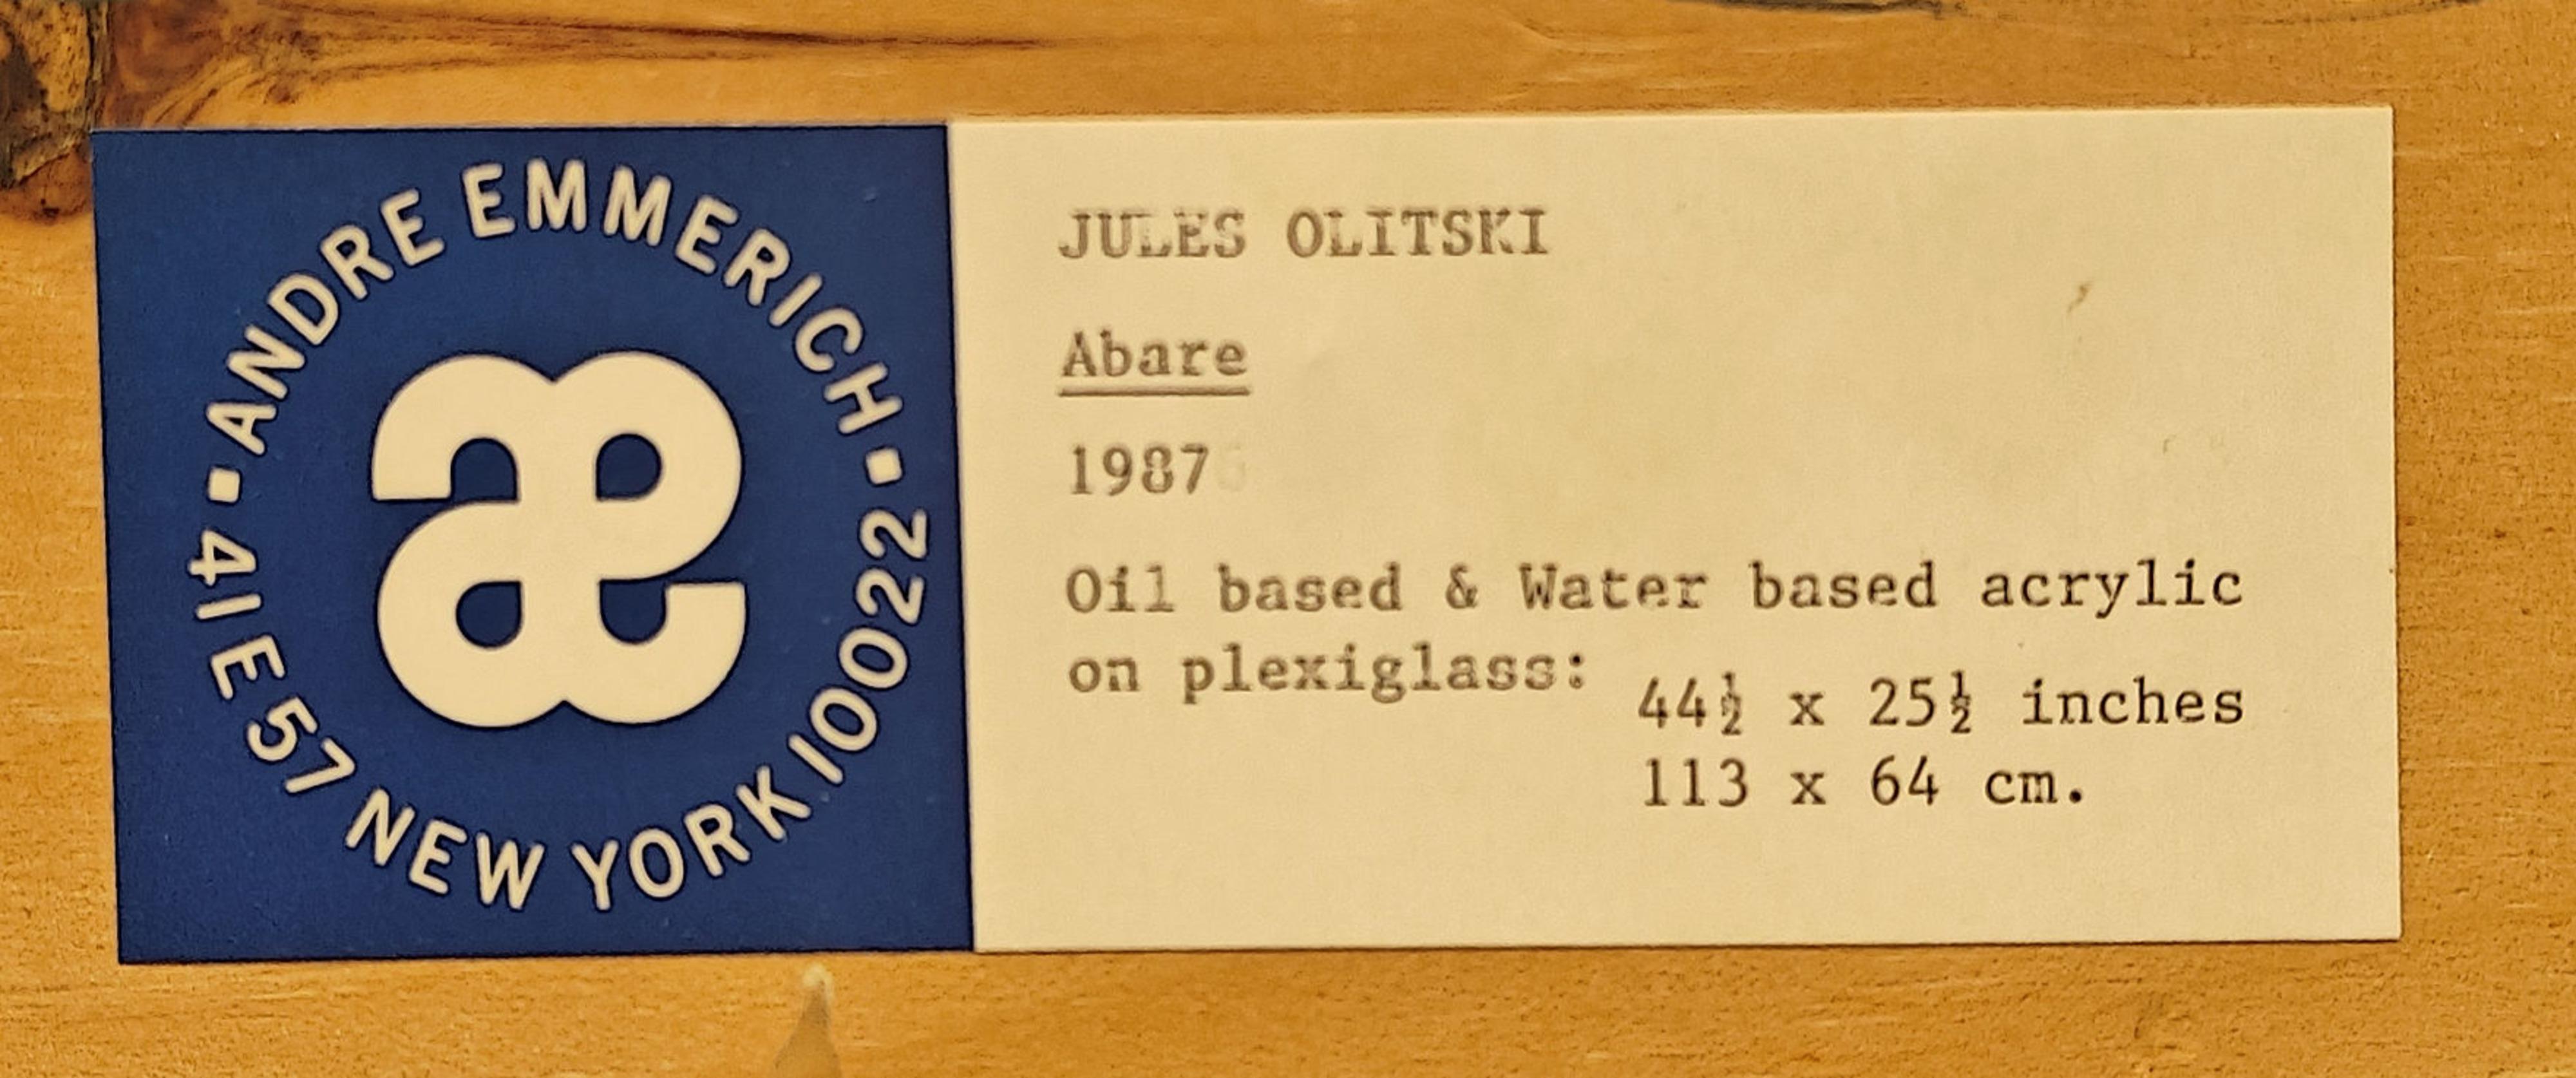 ANDRE EMMERICH
41 E 57 NEW YORK 10022
æ
JULES OLITSKI
Abare
1987
Oil based & Water based acrylic
on plexiglass:
44½ x 25½ inches
113 x 64 cm.